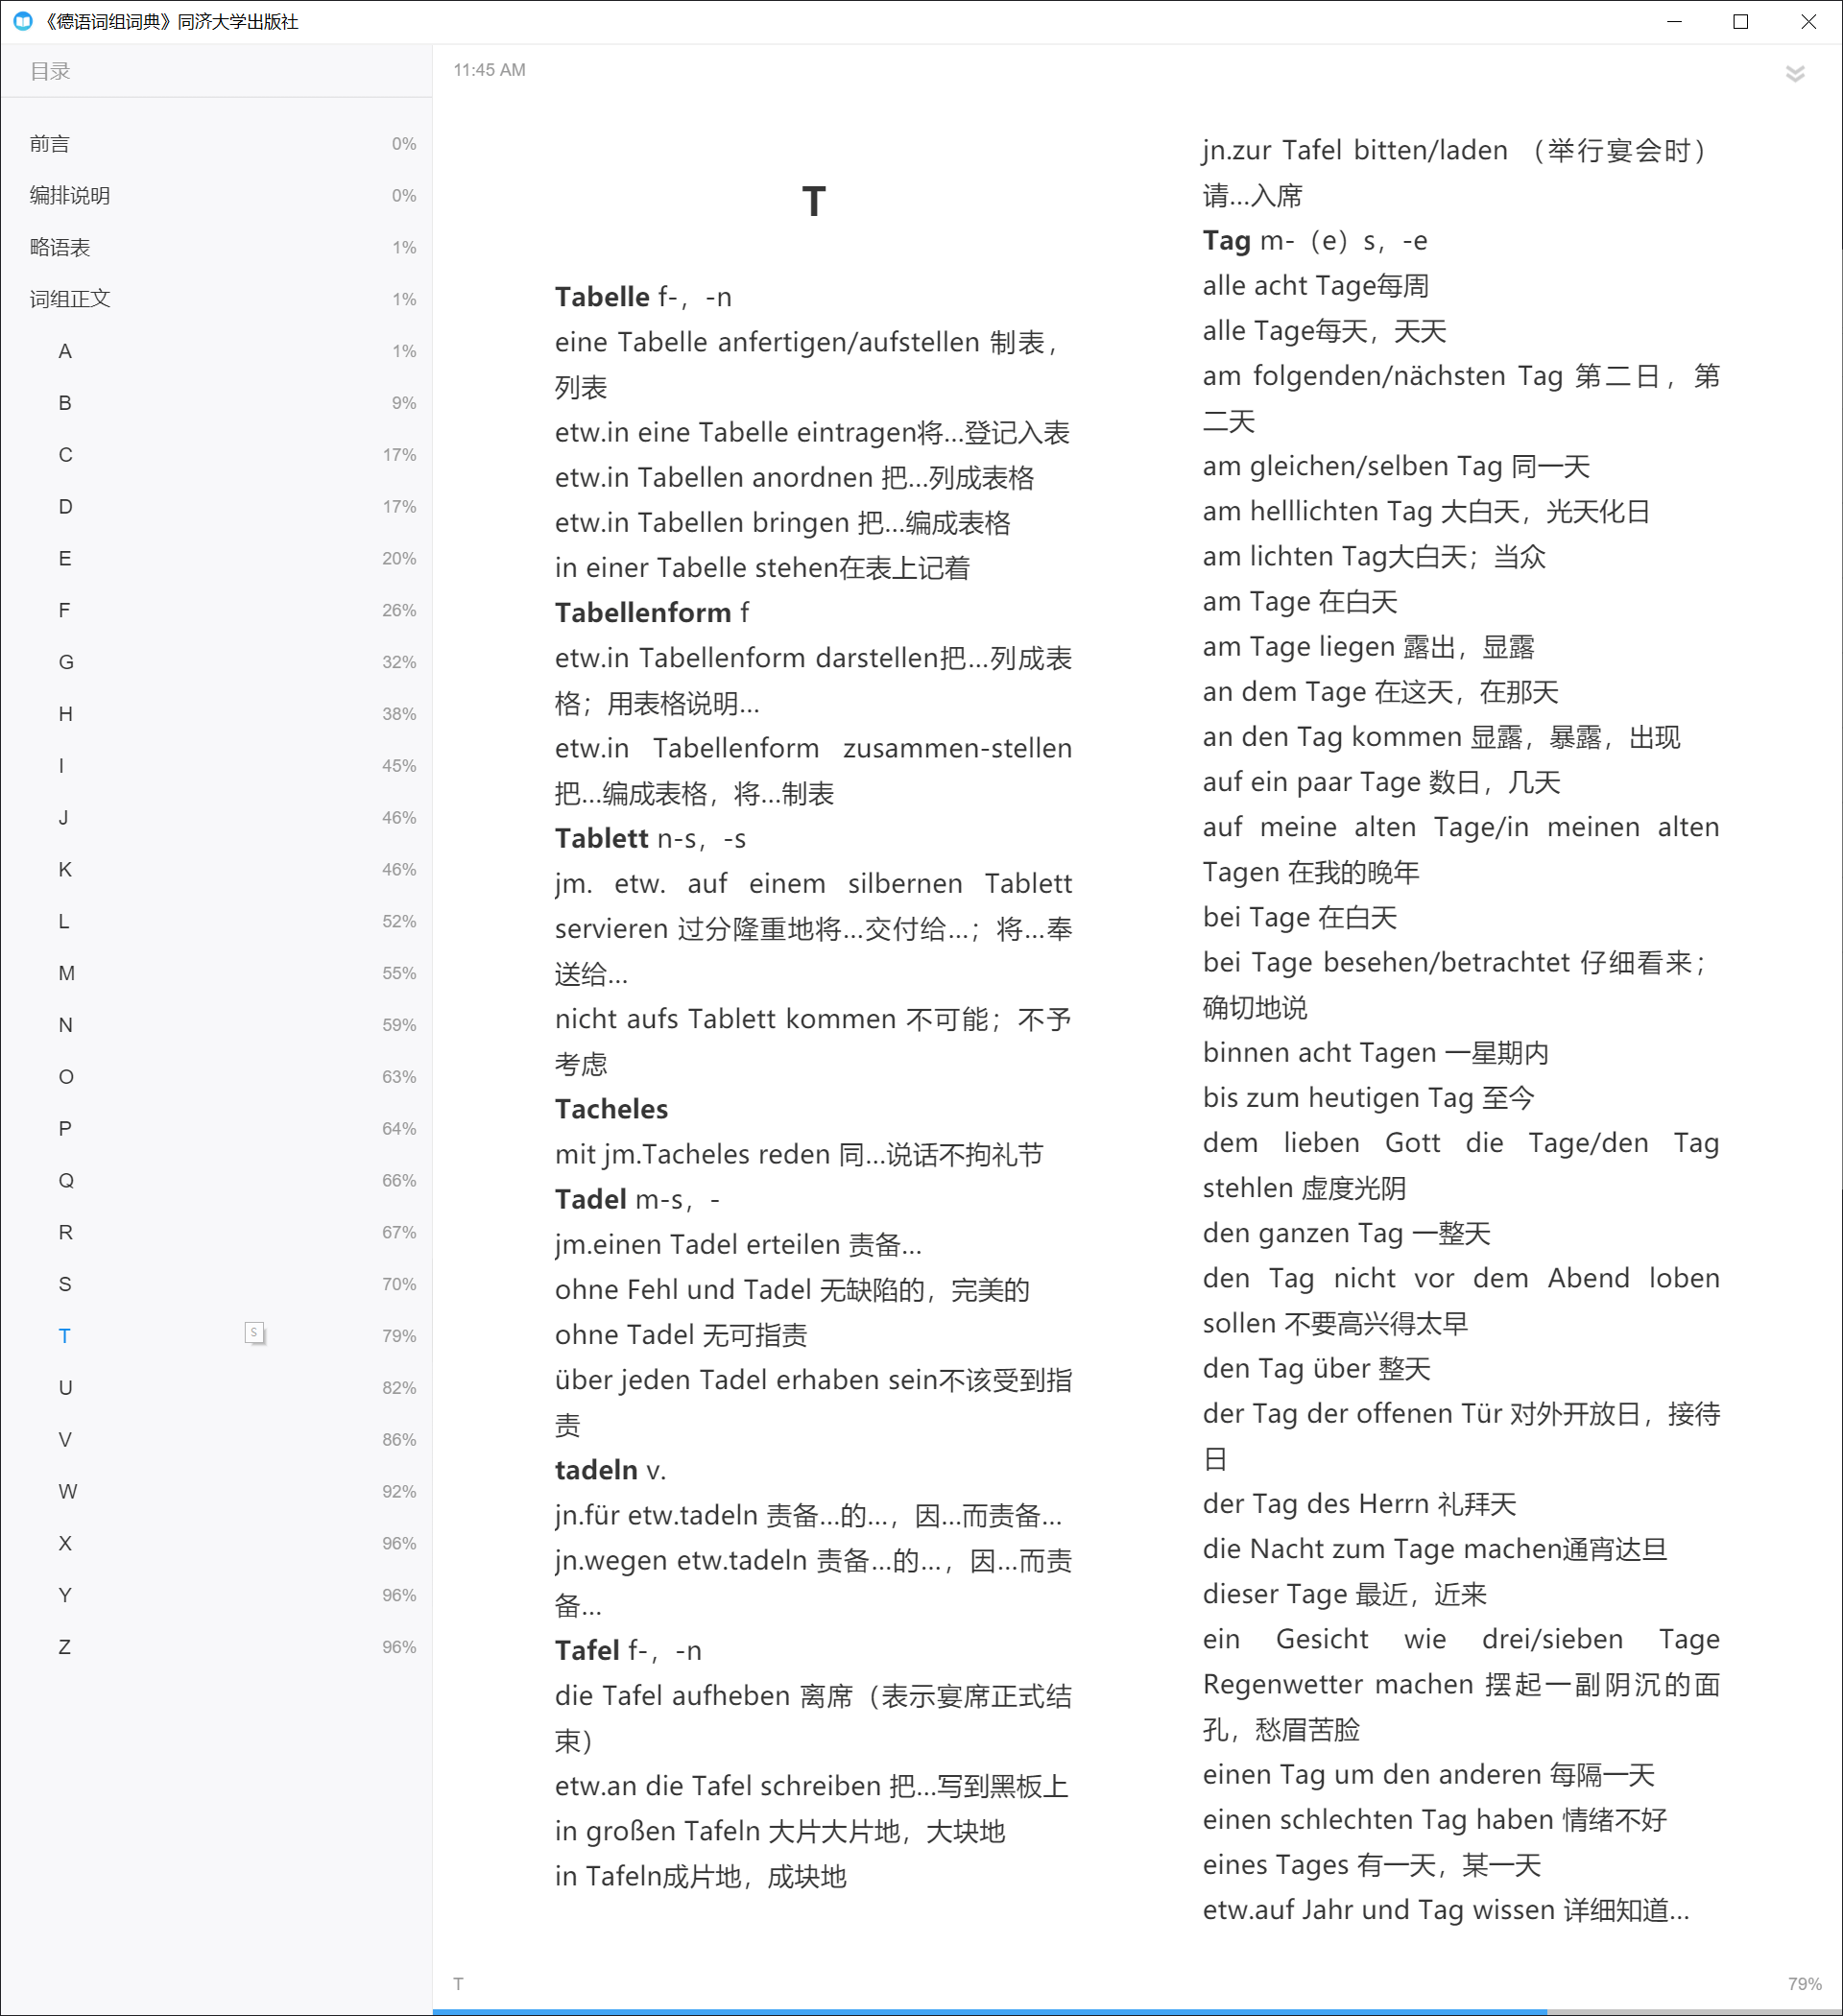 《德语词组词典》同济大学出版社
目录
前言 0%
编排说明 0%
略语表 1%
词组正文 1%
A 1%
B 9%
C 17%
D 17%
E 20%
F 26%
G 32%
H 38%
I 45%
J 46%
K 46%
L 52%
M 55%
N 59%
O 63%
P 64%
Q 66%
R 67%
S 70%
T 79%
S
U 82%
V 86%
W 92%
X 96%
Y 96%
Z 96%
11:45 AM
T
Tabelle f-，-n
eine Tabelle anfertigen/aufstellen 制表，
列表
etw.in eine Tabelle eintragen将…登记入表
etw.in Tabellen anordnen 把…列成表格
etw.in Tabellen bringen 把…编成表格
in einer Tabelle stehen在表上记着
Tabellenform f
etw.in Tabellenform darstellen把…列成表
格；用表格说明…
etw.in Tabellenform zusammen-stellen
把…编成表格，将…制表
Tablett n-s，-s
jm. etw. auf einem silbernen Tablett
servieren 过分隆重地将…交付给…；将…奉
送给…
nicht aufs Tablett kommen 不可能；不予
考虑
Tacheles
mit jm.Tacheles reden 同…说话不拘礼节
Tadel m-s，-
jm.einen Tadel erteilen 责备…
ohne Fehl und Tadel 无缺陷的，完美的
ohne Tadel 无可指责
über jeden Tadel erhaben sein不该受到指
责
tadeln v.
jn.für etw.tadeln 责备…的…，因…而责备…
jn.wegen etw.tadeln 责备…的…，因…而责
备…
Tafel f-，-n
die Tafel aufheben 离席（表示宴席正式结
束）
etw.an die Tafel schreiben 把…写到黑板上
in großen Tafeln 大片大片地，大块地
in Tafeln成片地，成块地
jn.zur Tafel bitten/laden （举行宴会时）
请…入席
Tag m-（e）s，-e
alle acht Tage每周
alle Tage每天，天天
am folgenden/nächsten Tag 第二日，第
二天
am gleichen/selben Tag 同一天
am helllichten Tag 大白天，光天化日
am lichten Tag大白天；当众
am Tage 在白天
am Tage liegen 露出，显露
an dem Tage 在这天，在那天
an den Tag kommen 显露，暴露，出现
auf ein paar Tage 数日，几天
auf meine alten Tage/in meinen alten
Tagen 在我的晚年
bei Tage 在白天
bei Tage besehen/betrachtet 仔细看来；
确切地说
binnen acht Tagen 一星期内
bis zum heutigen Tag 至今
dem lieben Gott die Tage/den Tag
stehlen 虚度光阴
den ganzen Tag 一整天
den Tag nicht vor dem Abend loben
sollen 不要高兴得太早
den Tag über 整天
der Tag der offenen Tür 对外开放日，接待
日
der Tag des Herrn 礼拜天
die Nacht zum Tage machen通宵达旦
dieser Tage 最近，近来
ein Gesicht wie drei/sieben Tage
Regenwetter machen 摆起一副阴沉的面
孔，愁眉苦脸
einen Tag um den anderen 每隔一天
einen schlechten Tag haben 情绪不好
eines Tages 有一天，某一天
etw.auf Jahr und Tag wissen 详细知道…
T
79%